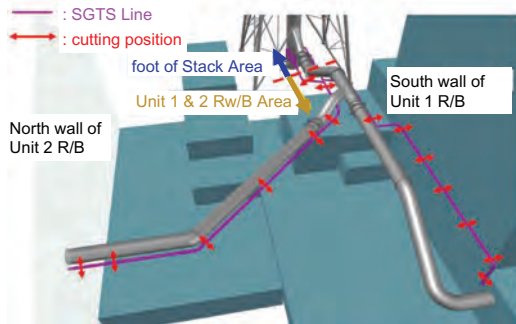 : SGTS Line
: cutting position
foot of Stack Area
Unit 1 & 2 Rw/B Area
South wall of
Unit 1 R/B
North wall of
Unit 2 R/B